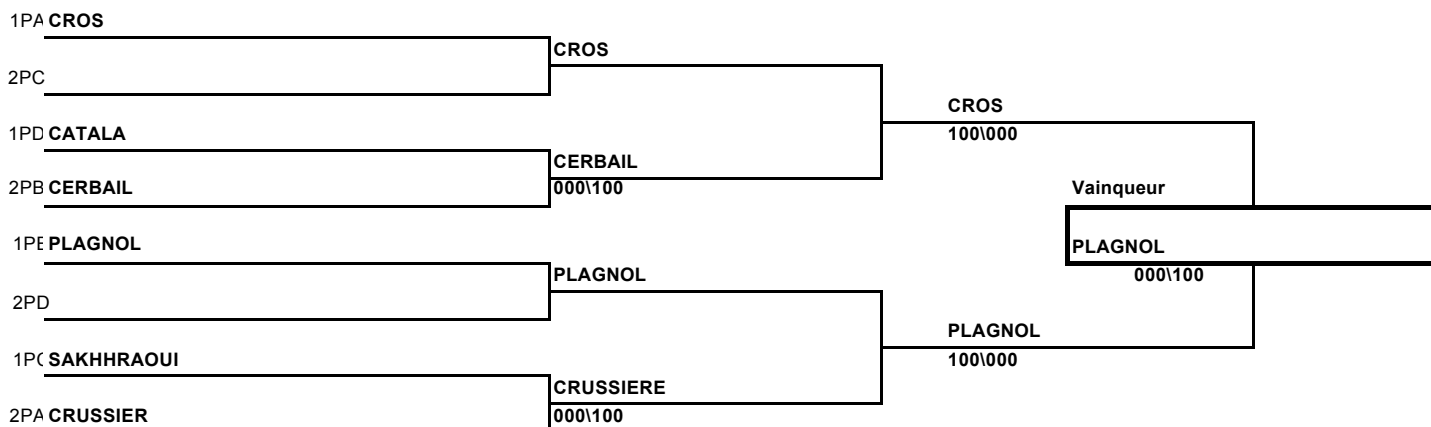 1PA CROS
CROS
2PC
CROS
1PD CATALA
100\000
CERBAIL
2PB CERBAIL
000\100
Vainqueur
1PE PLAGNOL
PLAGNOL
PLAGNOL
000\100
2PD
PLAGNOL
1PC SAKHHRAOUI
100\000
CRUSSIERE
2PA CRUSSIER
000\100